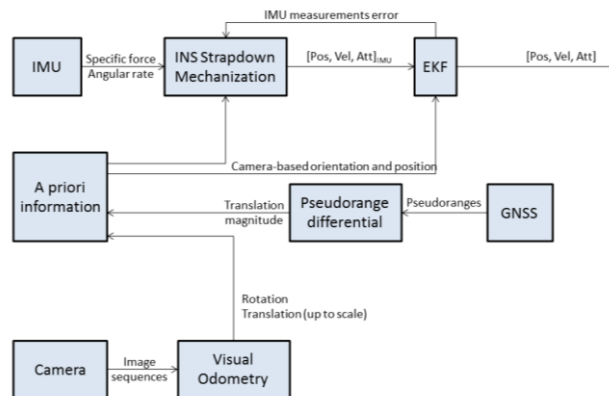 IMU measurements error
IMU
Specific force
Angular rate
INS Strapdown
Mechanization
[Pos, Vel, Att]IMU
EKF
[Pos, Vel, Att]
Camera-based orientation and position
A priori
information
Translation
magnitude
Pseudorange
differential
Pseudoranges
GNSS
Rotation
Translation (up to scale)
Camera
Image
sequences
Visual
Odometry